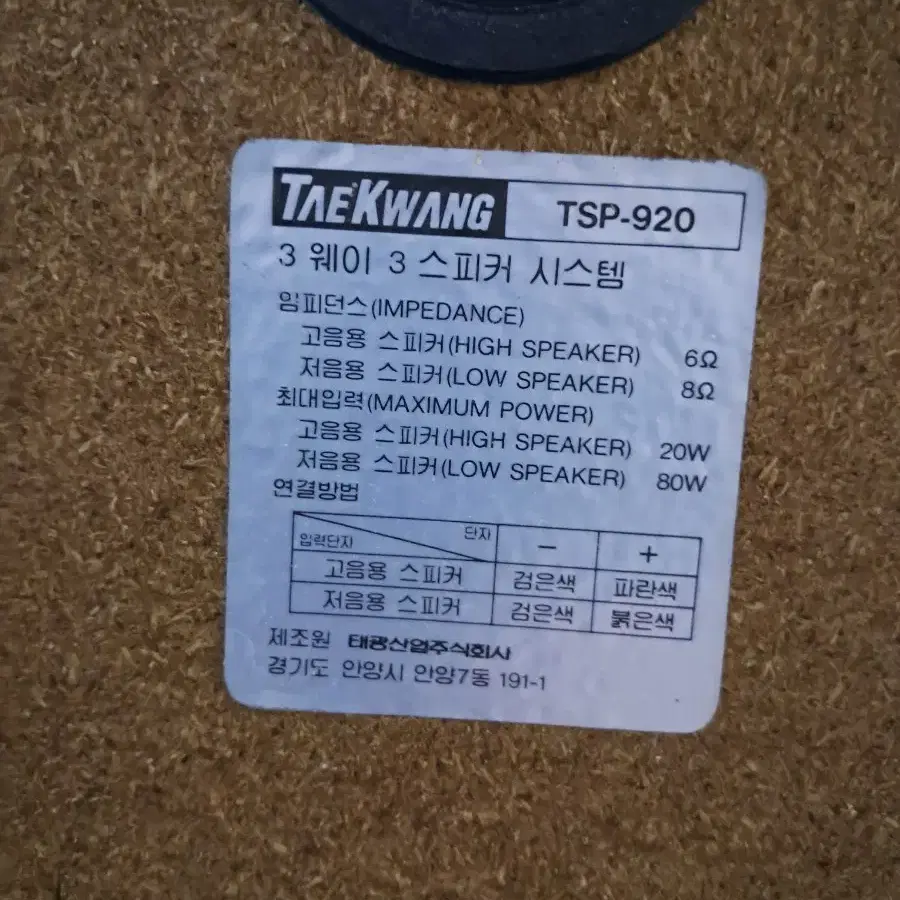 TAEKWANG TSP-920
3 웨이 3 스피커 시스템
임피던스(IMPEDANCE)
고음용 스피커(HIGH SPEAKER) 6Ω
저음용 스피커(LOW SPEAKER) 8Ω
최대입력(MAXIMUM POWER)
고음용 스피커(HIGH SPEAKER) 20W
저음용 스피커(LOW SPEAKER) 80W
연결방법
입력단자 단자 − +
고음용 스피커 검은색 파란색
저음용 스피커 검은색 붉은색
제조원 태광산업주식회사
경기도 안양시 안양7동 191-1